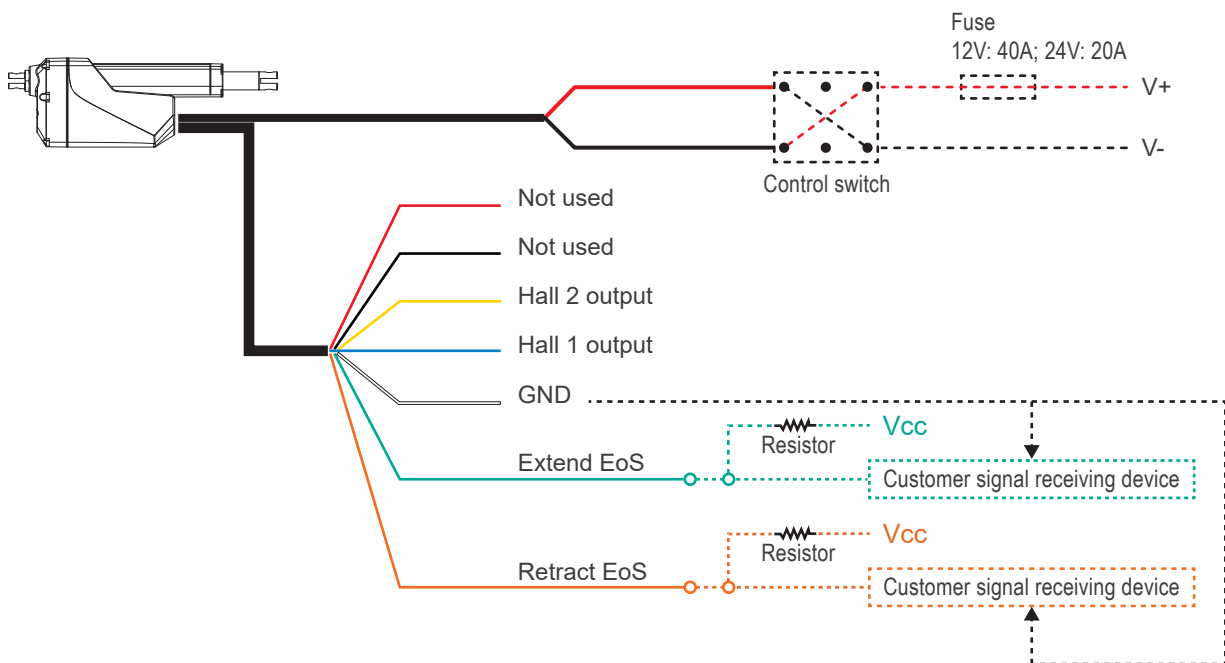 Fuse
12V: 40A; 24V: 20A
V+
V-
Control switch
Not used
Not used
Hall 2 output
Hall 1 output
GND
Vcc
Resistor
Extend EoS
Customer signal receiving device
Vcc
Resistor
Retract EoS
Customer signal receiving device